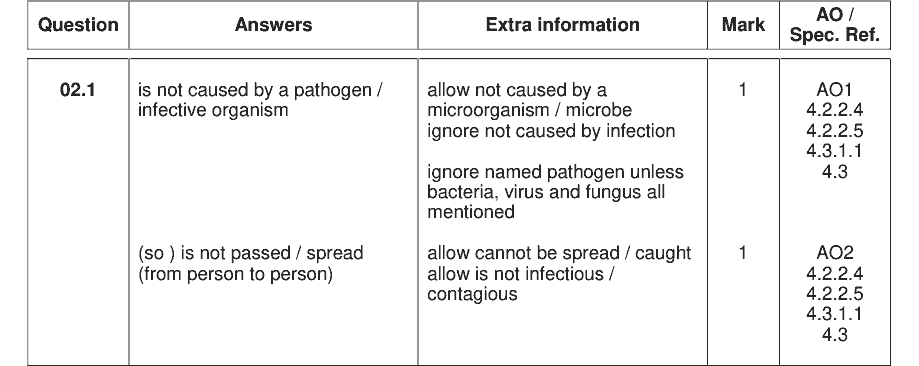 Question Answers Extra information Mark AO / Spec. Ref.
02.1 is not caused by a pathogen / allow not caused by a 1 AO1
infective organism microorganism / microbe 4.2.2.4
ignore not caused by infection 4.2.2.5
4.3.1.1
ignore named pathogen unless 4.3
bacteria, virus and fungus all
mentioned
(so ) is not passed / spread allow cannot be spread / caught 1 AO2
(from person to person) allow is not infectious / 4.2.2.4
contagious 4.2.2.5
4.3.1.1
4.3